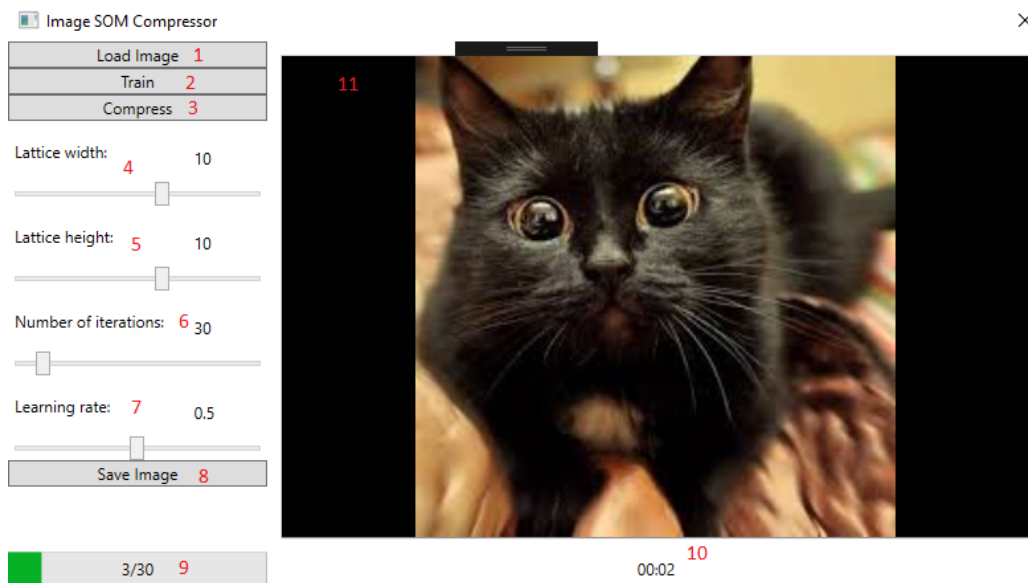 Image SOM Compressor
Load Image 1
Train 2
Compress 3
11
Lattice width: 4 10
Lattice height: 5 10
Number of iterations: 6 30
Learning rate: 7 0.5
Save Image 8
3/30 9
10
00:02